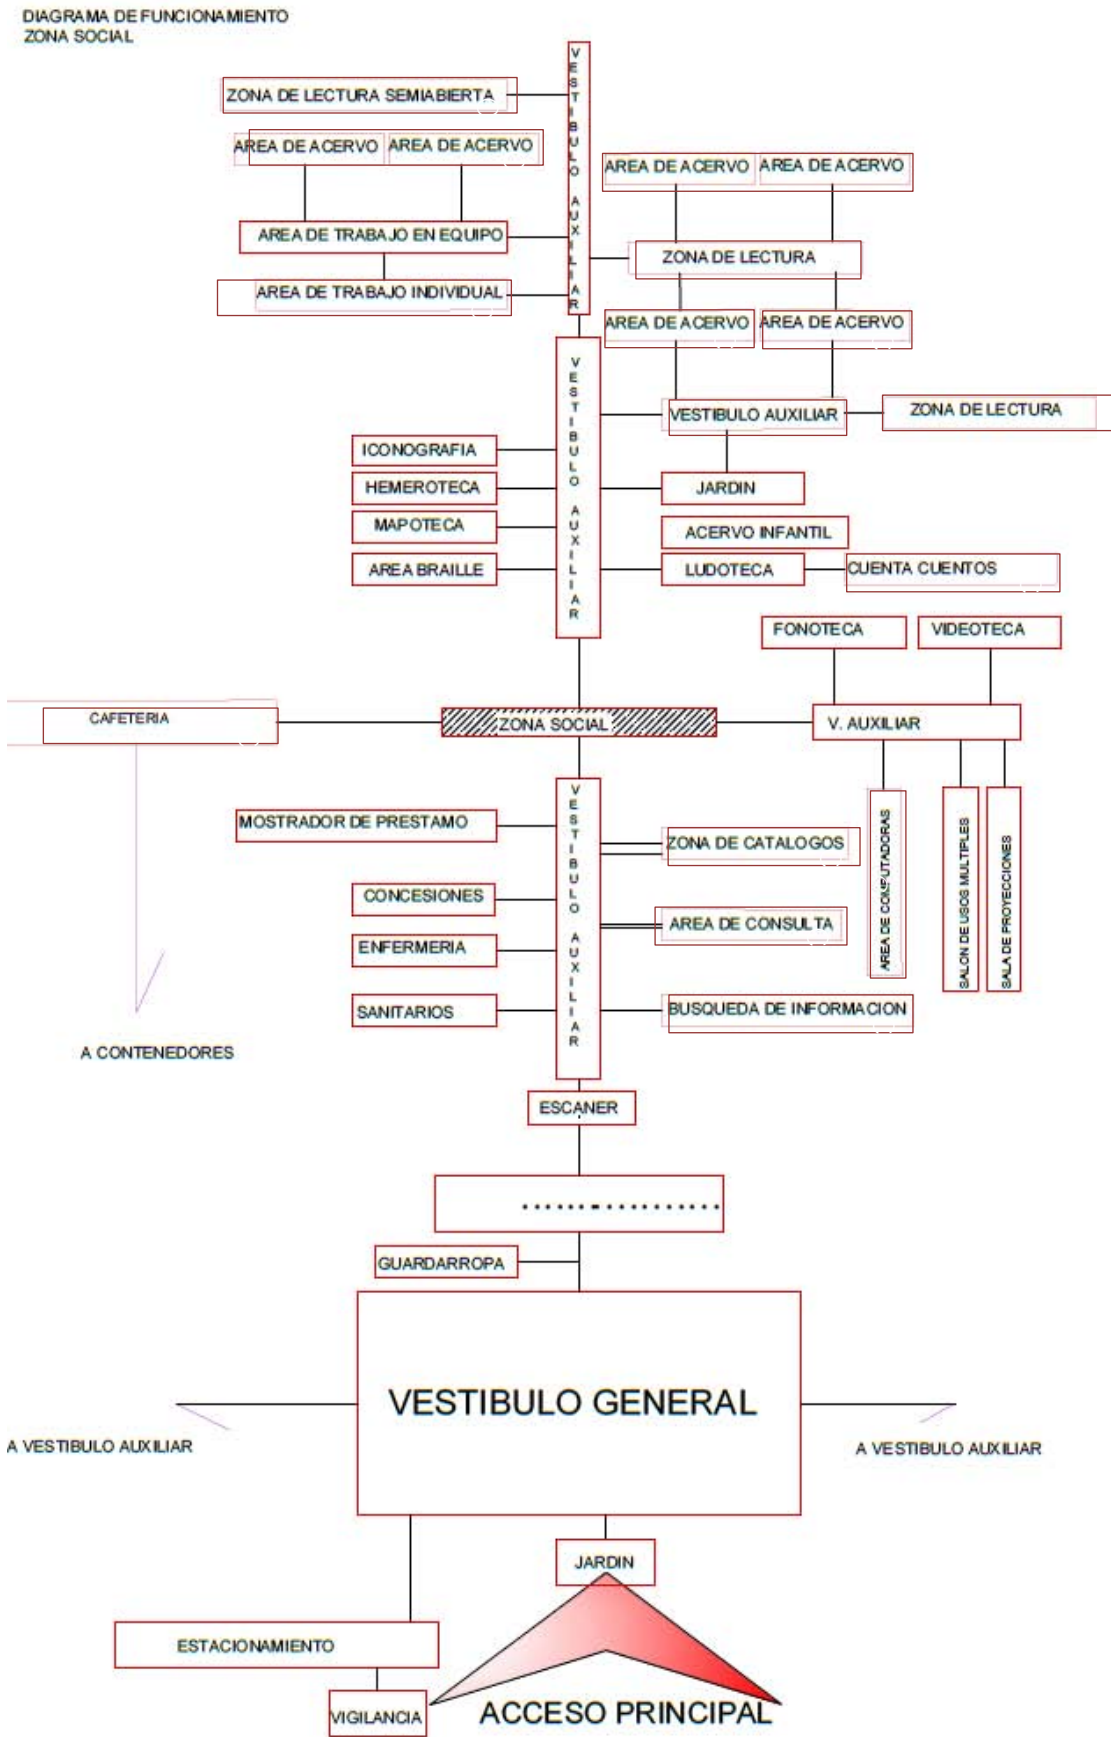 DIAGRAMA DE FUNCIONAMIENTO
ZONA SOCIAL
VESTIBULO AUXILIAR
ZONA DE LECTURA SEMIABIERTA
AREA DE ACERVO
AREA DE ACERVO
AREA DE ACERVO
AREA DE ACERVO
AREA DE TRABAJO EN EQUIPO
ZONA DE LECTURA
AREA DE TRABAJO INDIVIDUAL
AREA DE ACERVO
AREA DE ACERVO
VESTIBULO AUXILIAR
VESTIBULO AUXILIAR
ZONA DE LECTURA
ICONOGRAFIA
HEMEROTECA
JARDIN
MAPOTECA
ACERVO INFANTIL
AREA BRAILLE
LUDOTECA
CUENTA CUENTOS
FONOTECA
VIDEOTECA
CAFETERIA
ZONA SOCIAL
V. AUXILIAR
VESTIBULO AUXILIAR
MOSTRADOR DE PRESTAMO
ZONA DE CATALOGOS
AREA DE COMPUTADORAS
SALON DE USOS MULTIPLES
SALA DE PROYECCIONES
CONCESIONES
AREA DE CONSULTA
ENFERMERIA
SANITARIOS
BUSQUEDA DE INFORMACION
A CONTENEDORES
ESCANER
GUARDARROPA
VESTIBULO GENERAL
A VESTIBULO AUXILIAR
A VESTIBULO AUXILIAR
JARDIN
ESTACIONAMIENTO
VIGILANCIA
ACCESO PRINCIPAL